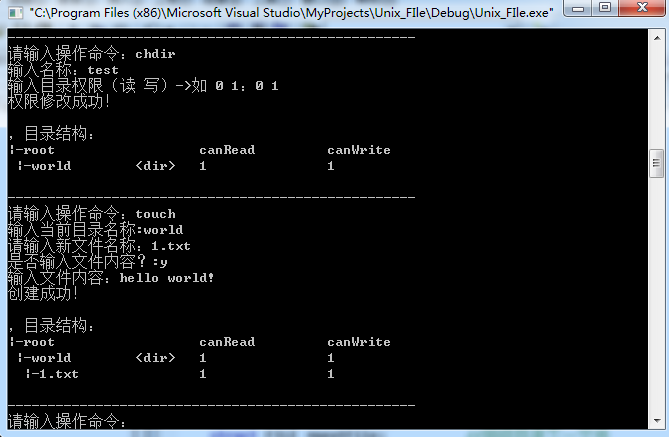 "C:\Program Files (x86)\Microsoft Visual Studio\MyProjects\Unix_FIle\Debug\Unix_FIle.exe"
----------------------------------------------------
请输入操作命令：chdir
输入名称：test
输入目录权限（读 写）->如 0 1：0 1
权限修改成功！
，目录结构：
|-root canRead canWrite
|-world <dir> 1 1
----------------------------------------------------
请输入操作命令：touch
输入当前目录名称:world
请输入新文件名称：1.txt
是否输入文件内容？:y
输入文件内容：hello world!
创建成功！
，目录结构：
|-root canRead canWrite
|-world <dir> 1 1
|-1.txt 1 1
----------------------------------------------------
请输入操作命令：